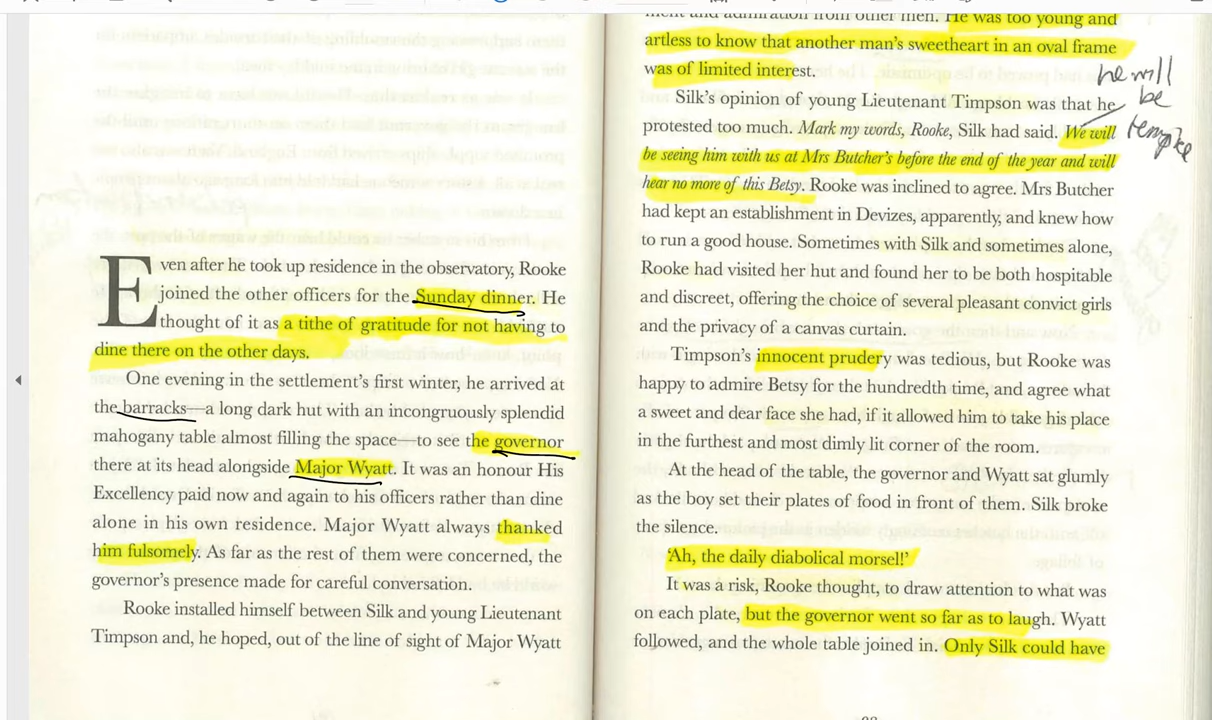 Even after he took up residence in the observatory, Rooke
joined the other officers for the Sunday dinner. He
thought of it as a tithe of gratitude for not having to
dine there on the other days.
One evening in the settlement's first winter, he arrived at
the barracks—a long dark hut with an incongruously splendid
mahogany table almost filling the space—to see the governor
there at its head alongside Major Wyatt. It was an honour His
Excellency paid now and again to his officers rather than dine
alone in his own residence. Major Wyatt always thanked
him fulsomely. As far as the rest of them were concerned, the
governor's presence made for careful conversation.
Rooke installed himself between Silk and young Lieutenant
Timpson and, he hoped, out of the line of sight of Major Wyatt
ment and admiration from other men. He was too young and
artless to know that another man's sweetheart in an oval frame
was of limited interest.
Silk's opinion of young Lieutenant Timpson was that he
protested too much. Mark my words, Rooke, Silk had said. We will
be seeing him with us at Mrs Butcher's before the end of the year and will
hear no more of this Betsy. Rooke was inclined to agree. Mrs Butcher
had kept an establishment in Devizes, apparently, and knew how
to run a good house. Sometimes with Silk and sometimes alone,
Rooke had visited her hut and found her to be both hospitable
and discreet, offering the choice of several pleasant convict girls
and the privacy of a canvas curtain.
Timpson's innocent prudery was tedious, but Rooke was
happy to admire Betsy for the hundredth time, and agree what
a sweet and dear face she had, if it allowed him to take his place
in the furthest and most dimly lit corner of the room.
At the head of the table, the governor and Wyatt sat glumly
as the boy set their plates of food in front of them. Silk broke
the silence.
'Ah, the daily diabolical morsel!'
It was a risk, Rooke thought, to draw attention to what was
on each plate, but the governor went so far as to laugh. Wyatt
followed, and the whole table joined in. Only Silk could have
he will
be